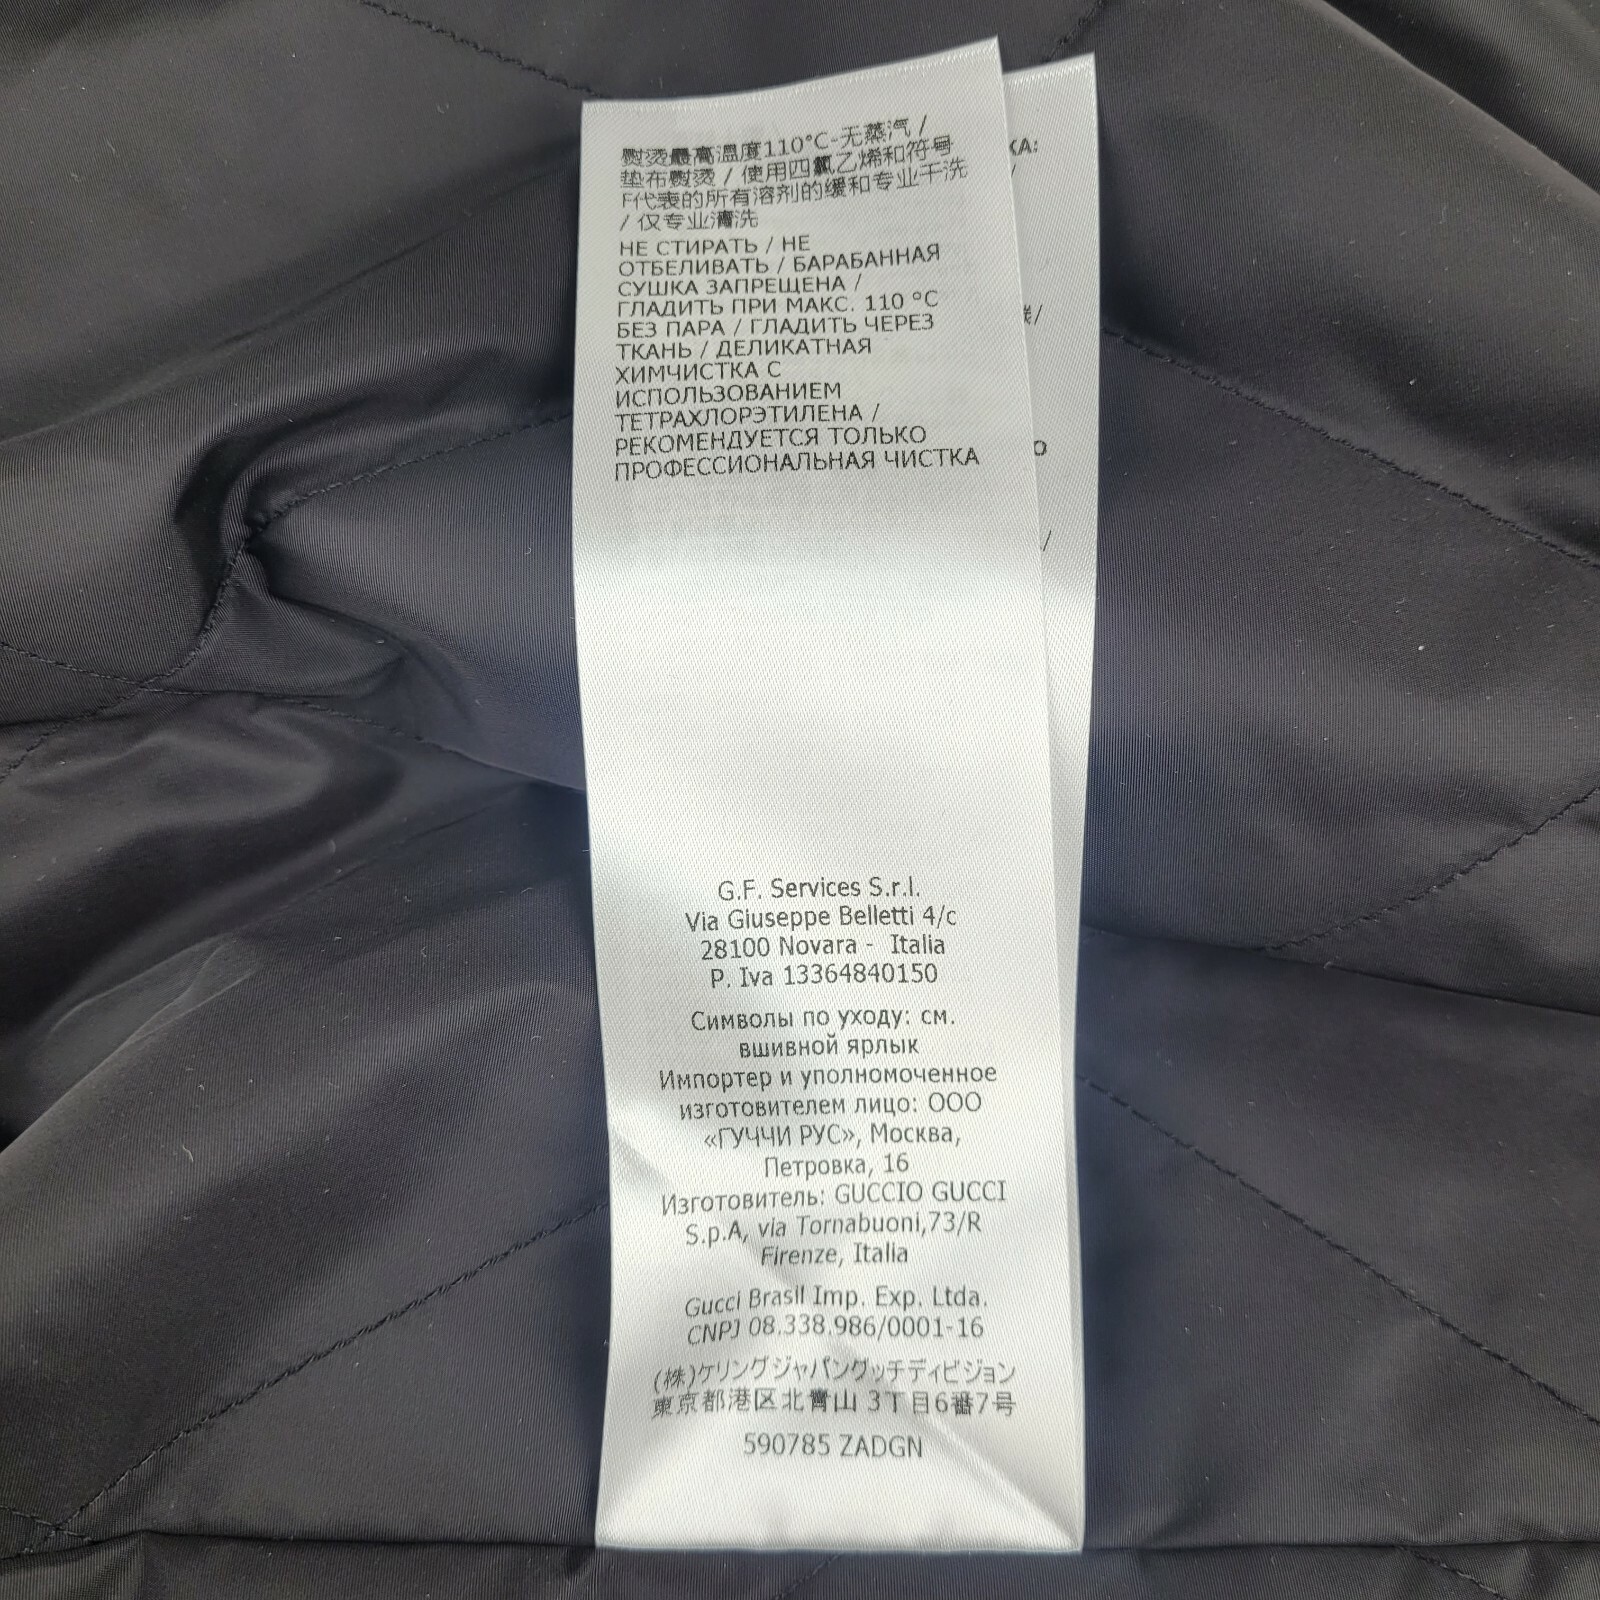 熨烫最高温度110°C-无蒸汽 /
垫布熨烫 / 使用四氯乙烯和符号
F代表的所有溶剂的缓和专业干洗
/ 仅专业清洗
НЕ СТИРАТЬ / НЕ
ОТБЕЛИВАТЬ / БАРАБАННАЯ
СУШКА ЗАПРЕЩЕНА /
ГЛАДИТЬ ПРИ МАКС. 110 °C
БЕЗ ПАРА / ГЛАДИТЬ ЧЕРЕЗ
ТКАНЬ / ДЕЛИКАТНАЯ
ХИМЧИСТКА С
ИСПОЛЬЗОВАНИЕМ
ТЕТРАХЛОРЭТИЛЕНА /
РЕКОМЕНДУЕТСЯ ТОЛЬКО
ПРОФЕССИОНАЛЬНАЯ ЧИСТКА
G.F. Services S.r.l.
Via Giuseppe Belletti 4/c
28100 Novara - Italia
P. Iva 13364840150
Символы по уходу: см.
вшивной ярлык
Импортер и уполномоченное
изготовителем лицо: ООО
«ГУЧЧИ РУС», Москва,
Петровка, 16
Изготовитель: GUCCIO GUCCI
S.p.A, via Tornabuoni,73/R
Firenze, Italia
Gucci Brasil Imp. Exp. Ltda.
CNPJ 08.338.986/0001-16
(株)ケリングジャパングッチディビジョン
東京都港区北青山 3丁目6番7号
590785 ZADGN